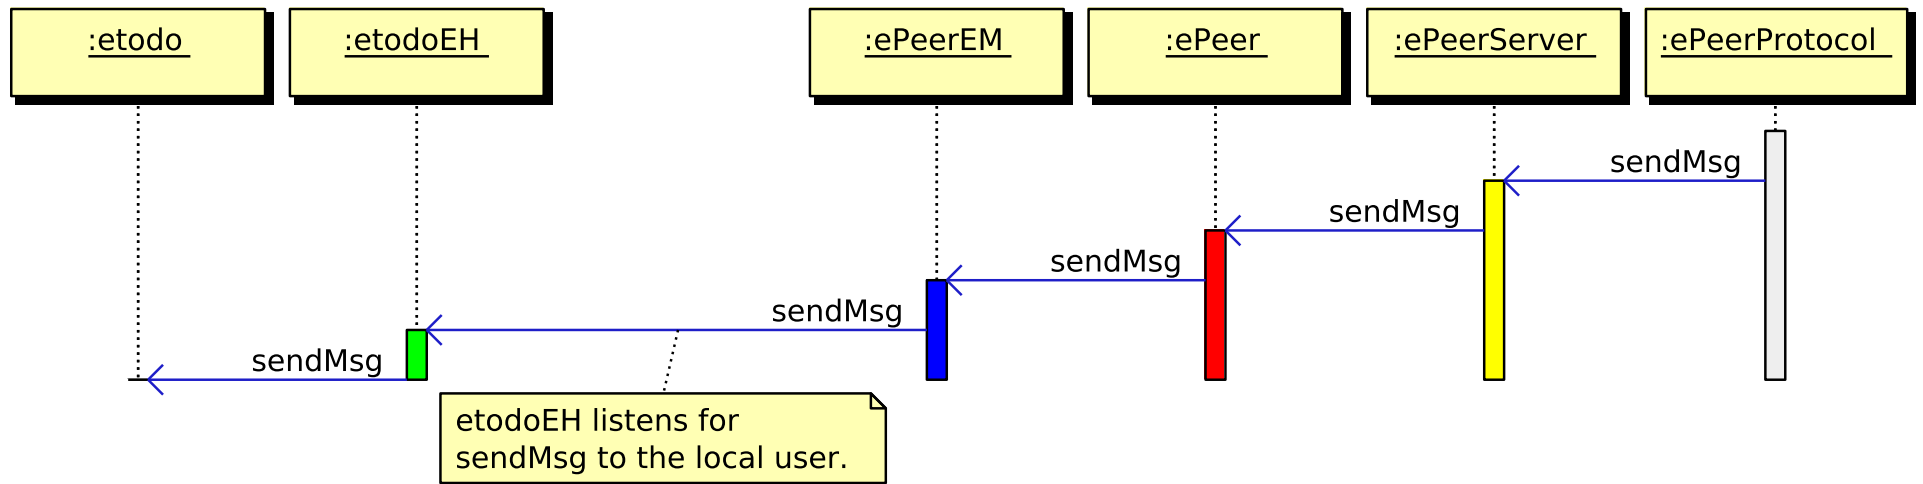 :etodo
:etodoEH
:ePeerEM
:ePeer
:ePeerServer
:ePeerProtocol
sendMsg
sendMsg
sendMsg
sendMsg
sendMsg
etodoEH listens for
sendMsg to the local user.